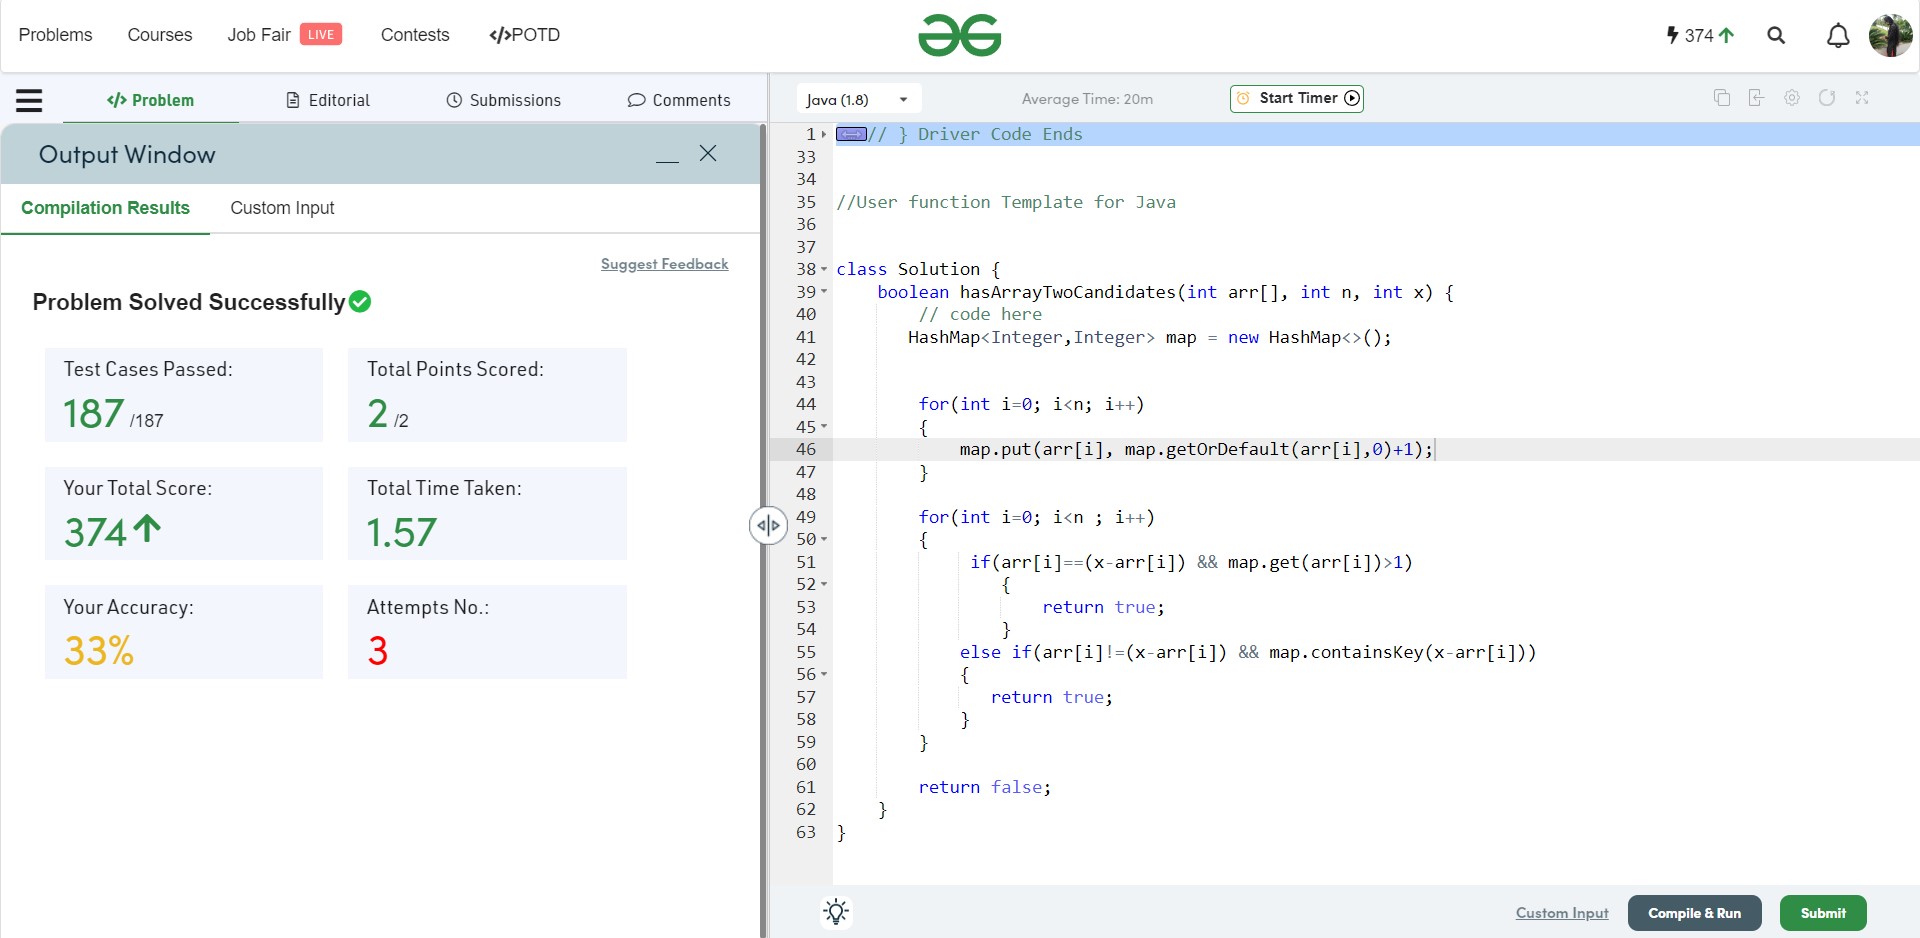 Problems Courses Job Fair LIVE Contests </>POTD 374
</> Problem Editorial Submissions Comments
Output Window
Compilation Results Custom Input
Suggest Feedback
Problem Solved Successfully
Test Cases Passed:
187 /187
Total Points Scored:
2 /2
Your Total Score:
374
Total Time Taken:
1.57
Your Accuracy:
33%
Attempts No.:
3
Java (1.8) Average Time: 20m Start Timer
1 // } Driver Code Ends
33
34
35 //User function Template for Java
36
37
38 class Solution {
39 boolean hasArrayTwoCandidates(int arr[], int n, int x) {
40 // code here
41 HashMap<Integer,Integer> map = new HashMap<>();
42
43
44 for(int i=0; i<n; i++)
45 {
46 map.put(arr[i], map.getOrDefault(arr[i],0)+1);
47 }
48
49 for(int i=0; i<n ; i++)
50 {
51 if(arr[i]==(x-arr[i]) && map.get(arr[i])>1)
52 {
53 return true;
54 }
55 else if(arr[i]!=(x-arr[i]) && map.containsKey(x-arr[i]))
56 {
57 return true;
58 }
59 }
60
61 return false;
62 }
63 }
Custom Input Compile & Run Submit